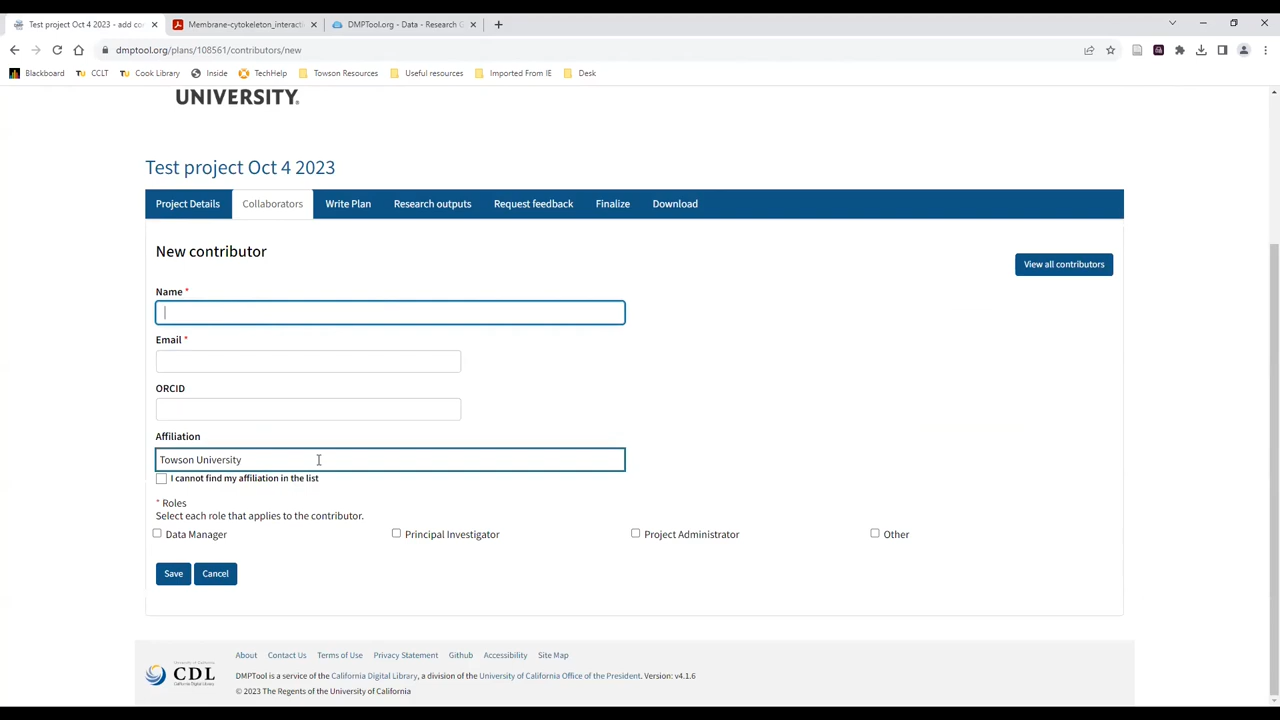 Test project Oct 4 2023 - add co
Membrane-cytokeleton_interacti
DMPTool.org - Data - Research G
dmptool.org/plans/108561/contributors/new
Blackboard
TU CCLT
TU Cook Library
Inside
TechHelp
Towson Resources
Useful resources
Imported From IE
Desk
UNIVERSITY.
Test project Oct 4 2023
Project Details
Collaborators
Write Plan
Research outputs
Request feedback
Finalize
Download
New contributor
View all contributors
Name *
Email *
ORCID
Affiliation
Towson University
I cannot find my affiliation in the list
* Roles
Select each role that applies to the contributor.
Data Manager
Principal Investigator
Project Administrator
Other
Save
Cancel
CDL
About
Contact Us
Terms of Use
Privacy Statement
Github
Accessibility
Site Map
DMPTool is a service of the California Digital Library, a division of the University of California Office of the President. Version: v4.1.6
© 2023 The Regents of the University of California